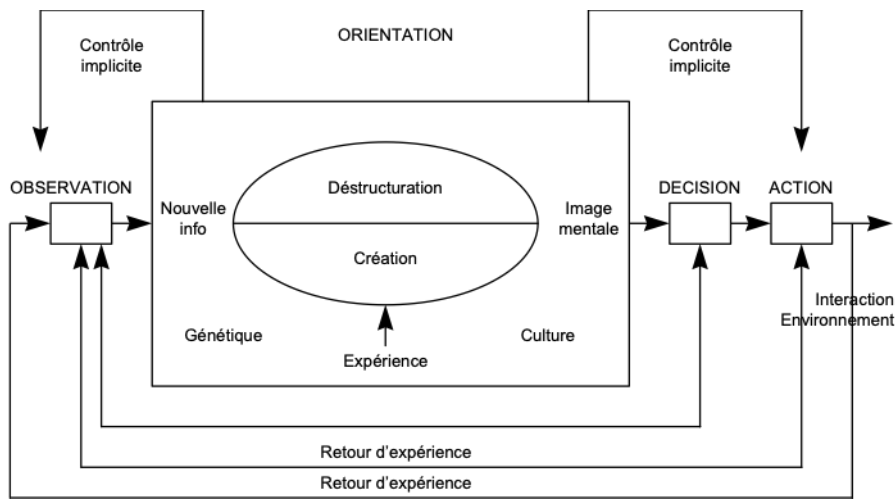 ORIENTATION
Contrôle
implicite
Contrôle
implicite
OBSERVATION
DECISION
ACTION
Nouvelle
info
Déstructuration
Création
Image
mentale
Génétique
Expérience
Culture
Interaction
Environnement
Retour d'expérience
Retour d'expérience